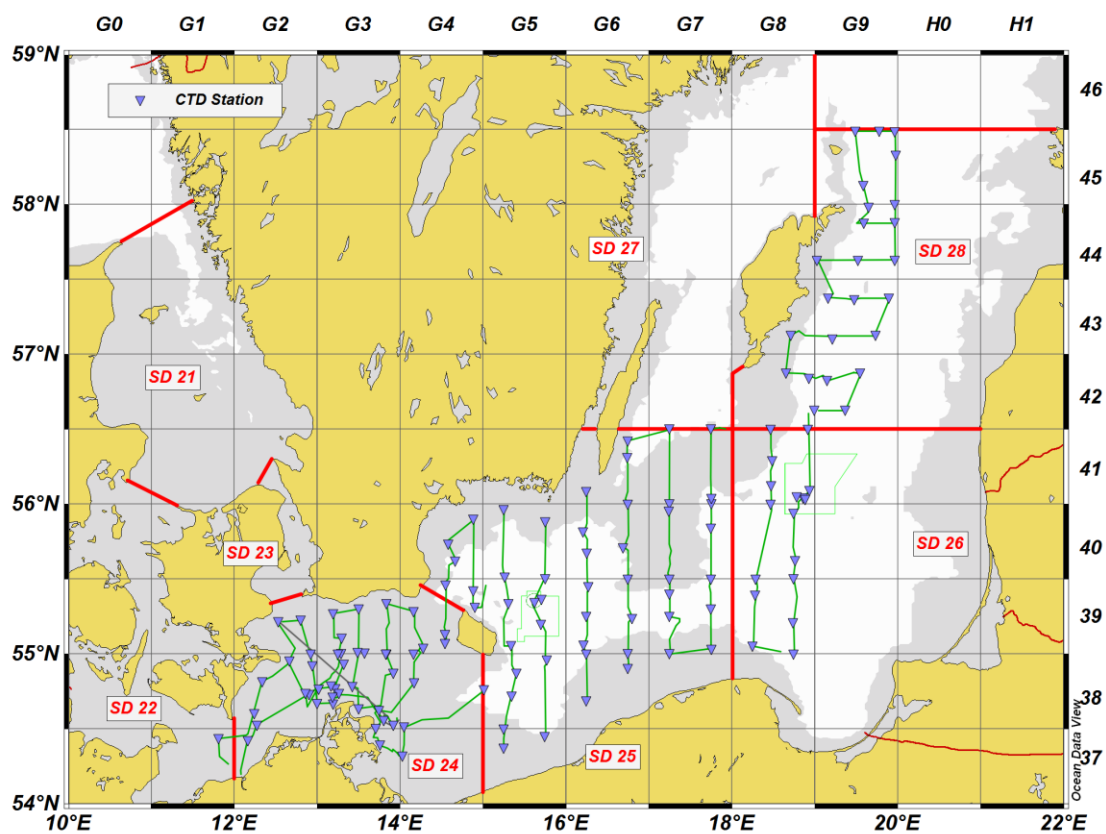 G0 G1 G2 G3 G4 G5 G6 G7 G8 G9 H0 H1
59°N
CTD Station
46
45
58°N
SD 27
SD 28
44
43
57°N
SD 21
42
41
56°N
SD 23
SD 26
40
39
55°N
SD 22
38
SD 24
SD 25
37
Ocean Data View
54°N
10°E 12°E 14°E 16°E 18°E 20°E 22°E